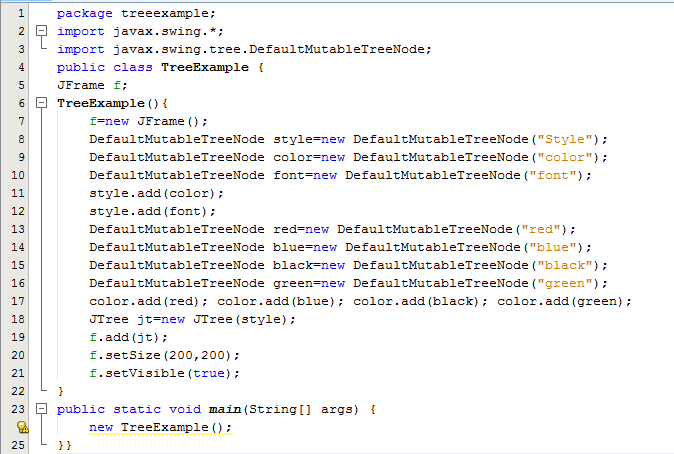 1 package treeexample;
2 import javax.swing.*;
3 import javax.swing.tree.DefaultMutableTreeNode;
4 public class TreeExample {
5 JFrame f;
6 TreeExample(){
7 f=new JFrame();
8 DefaultMutableTreeNode style=new DefaultMutableTreeNode("Style");
9 DefaultMutableTreeNode color=new DefaultMutableTreeNode("color");
10 DefaultMutableTreeNode font=new DefaultMutableTreeNode("font");
11 style.add(color);
12 style.add(font);
13 DefaultMutableTreeNode red=new DefaultMutableTreeNode("red");
14 DefaultMutableTreeNode blue=new DefaultMutableTreeNode("blue");
15 DefaultMutableTreeNode black=new DefaultMutableTreeNode("black");
16 DefaultMutableTreeNode green=new DefaultMutableTreeNode("green");
17 color.add(red); color.add(blue); color.add(black); color.add(green);
18 JTree jt=new JTree(style);
19 f.add(jt);
20 f.setSize(200,200);
21 f.setVisible(true);
22 }
23 public static void main(String[] args) {
new TreeExample();
25 }}